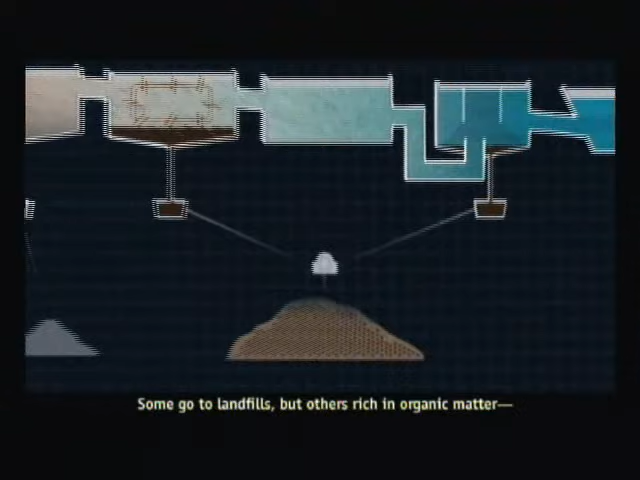 Some go to landfills, but others rich in organic matter—